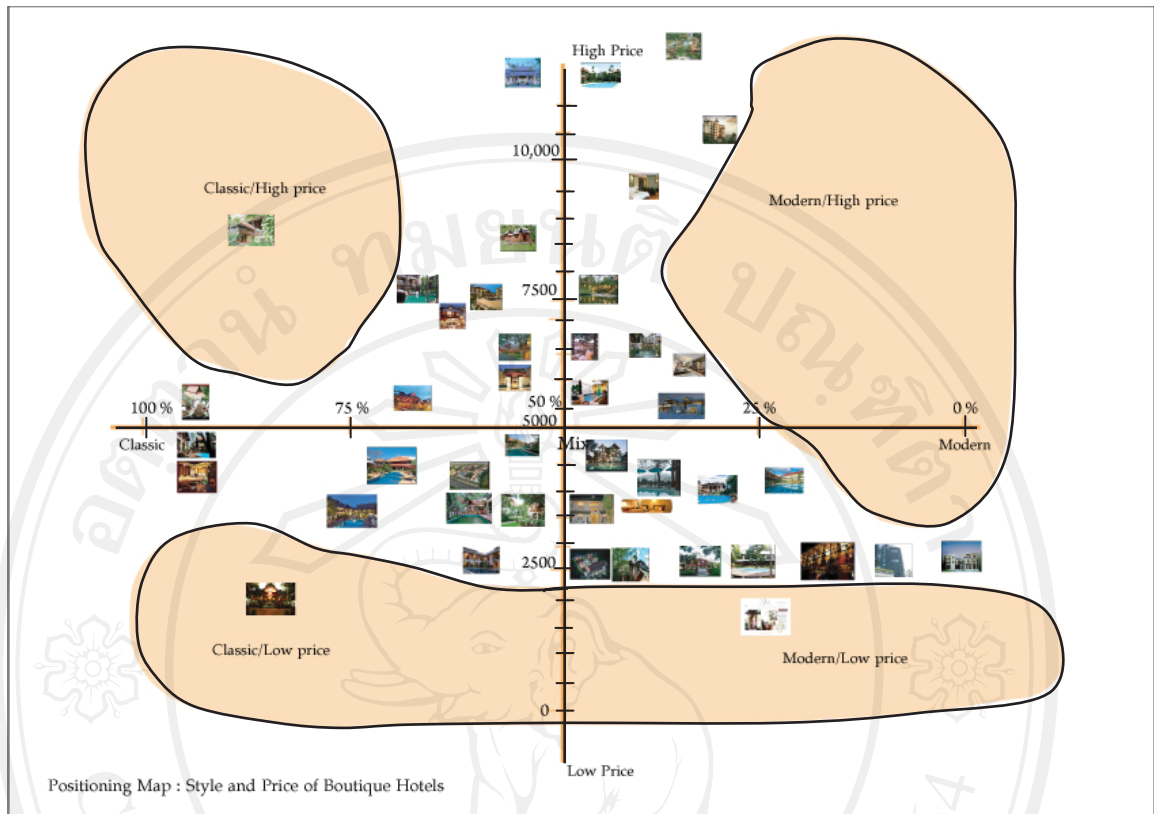 High Price
10,000
Classic/High price
Modern/High price
7500
100 %
75 %
50 %
25 %
0 %
5000
Classic
Mix
Modern
2500
Classic/Low price
Modern/Low price
0
Low Price
Positioning Map : Style and Price of Boutique Hotels